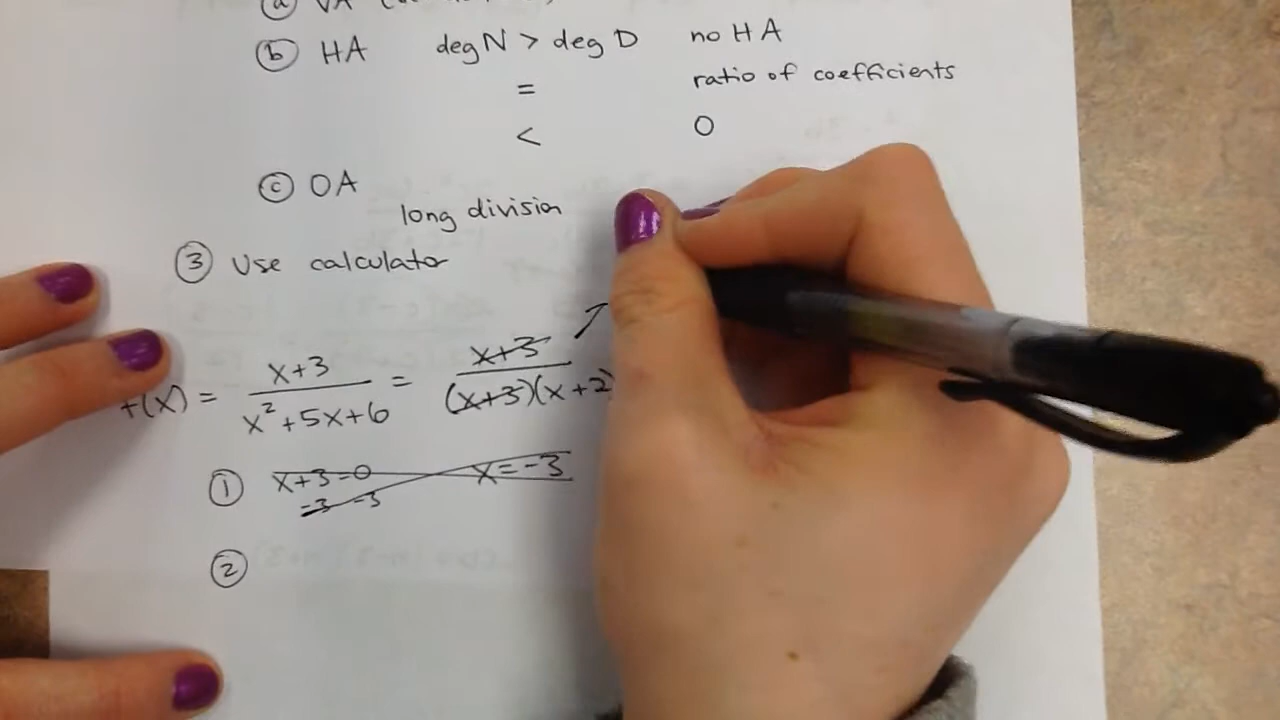 ⓐ VA
ⓑ HA deg N > deg D no HA
= ratio of coefficients
< 0
ⓒ OA
long division
③ Use calculator
f(x) = x+3 / x²+5x+6 = x+3 / (x+3)(x+2)
① x+3=0 x=-3
-3 -3
②